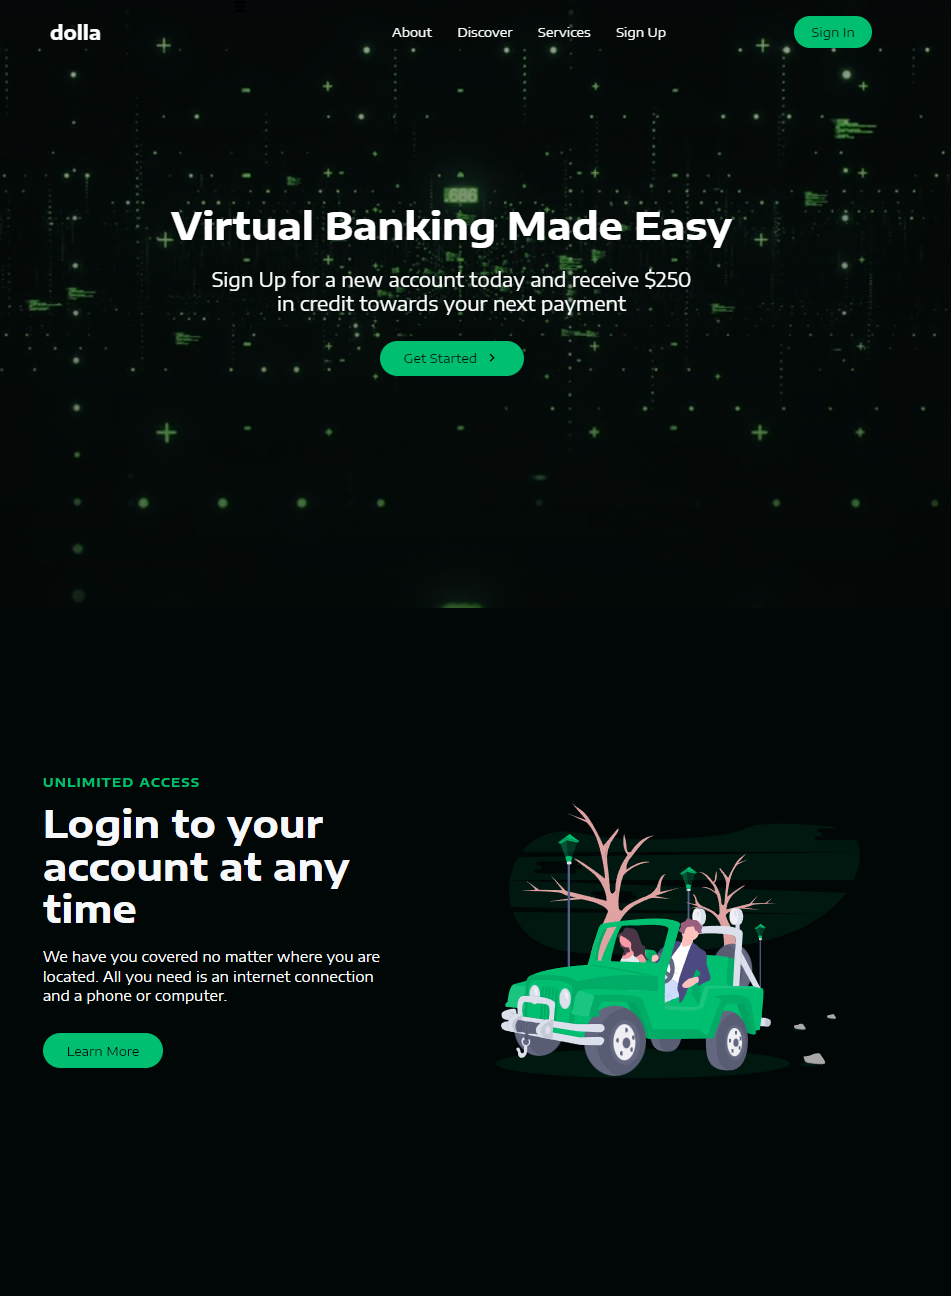 dolla
About Discover Services Sign Up
Sign In
.686
Virtual Banking Made Easy
Sign Up for a new account today and receive $250
in credit towards your next payment
Get Started
UNLIMITED ACCESS
Login to your
account at any
time
We have you covered no matter where you are
located. All you need is an internet connection
and a phone or computer.
Learn More